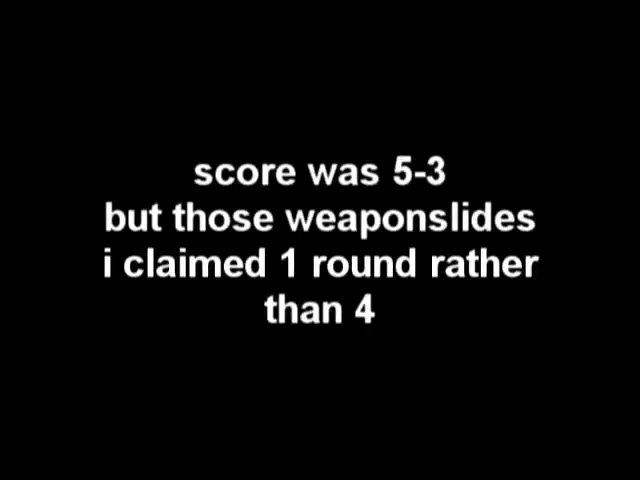 score was 5-3
but those weaponslides
i claimed 1 round rather
than 4